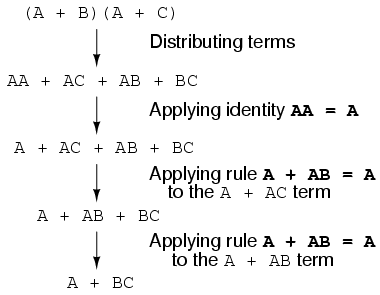 (A + B)(A + C)
Distributing terms
AA + AC + AB + BC
Applying identity AA = A
A + AC + AB + BC
Applying rule A + AB = A
to the A + AC term
A + AB + BC
Applying rule A + AB = A
to the A + AB term
A + BC